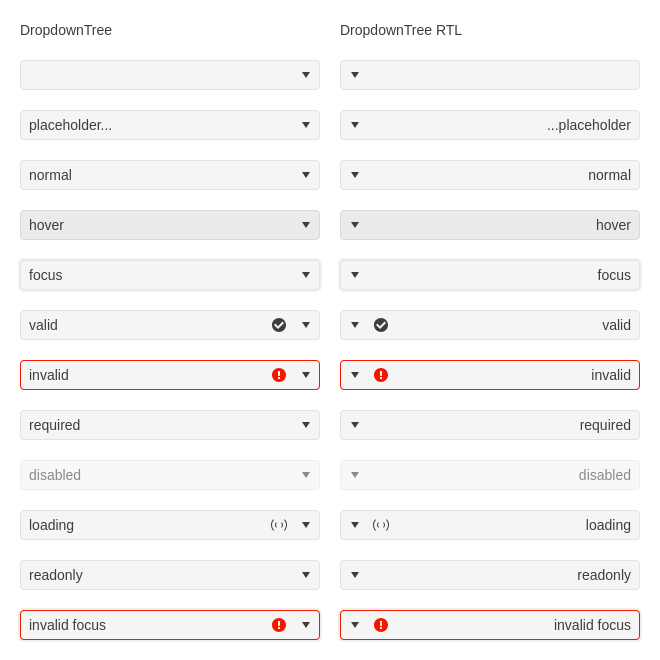 DropdownTree
DropdownTree RTL
placeholder...
...placeholder
normal
normal
hover
hover
focus
focus
valid
valid
invalid
invalid
required
required
disabled
disabled
loading
loading
readonly
readonly
invalid focus
invalid focus